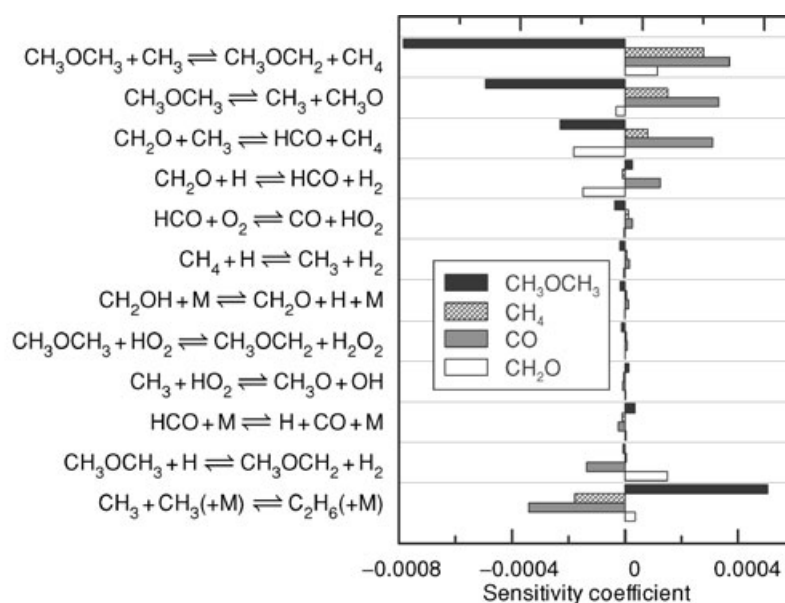 CH₃OCH₃ + CH₃ ⇌ CH₃OCH₂ + CH₄
CH₃OCH₃ ⇌ CH₃ + CH₃O
CH₂O + CH₃ ⇌ HCO + CH₄
CH₂O + H ⇌ HCO + H₂
HCO + O₂ ⇌ CO + HO₂
CH₄ + H ⇌ CH₃ + H₂
CH₂OH + M ⇌ CH₂O + H + M
CH₃OCH₃ + HO₂ ⇌ CH₃OCH₂ + H₂O₂
CH₃ + HO₂ ⇌ CH₃O + OH
HCO + M ⇌ H + CO + M
CH₃OCH₃ + H ⇌ CH₃OCH₂ + H₂
CH₃ + CH₃(+M) ⇌ C₂H₆(+M)
CH₃OCH₃
CH₄
CO
CH₂O
−0.0008 −0.0004 0 0.0004
Sensitivity coefficient